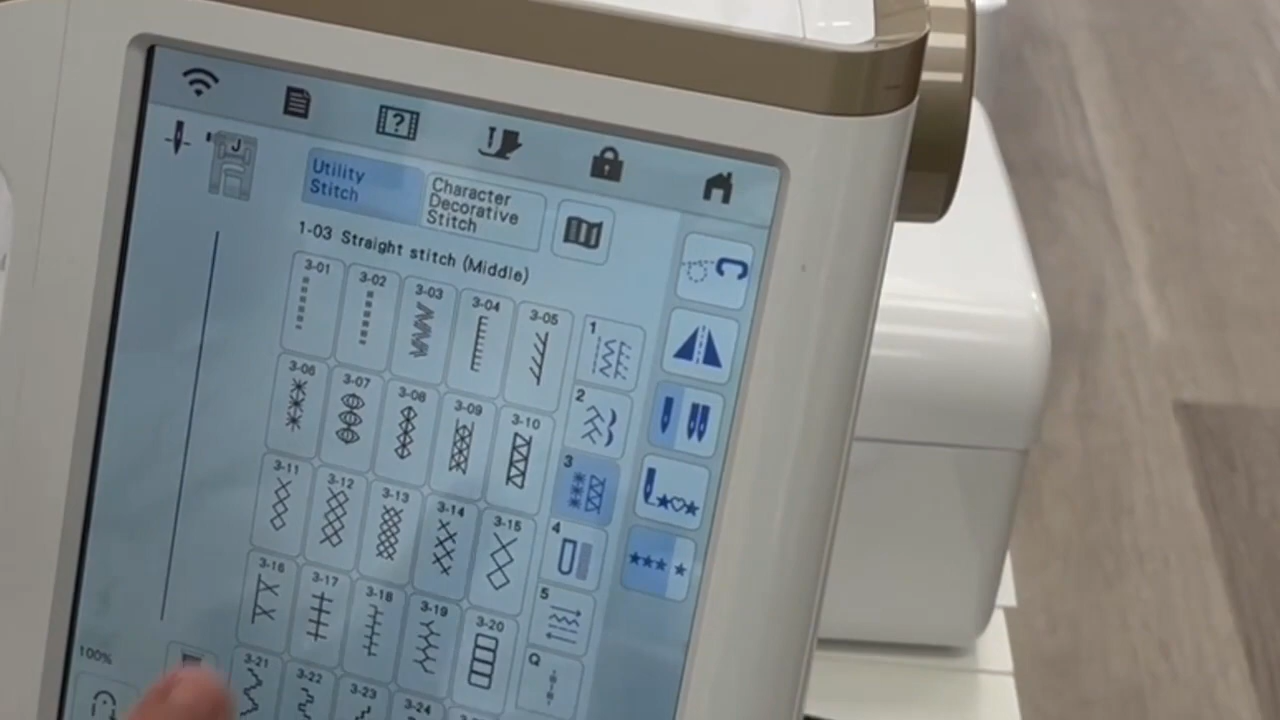 J
Utility
Stitch
Character
Decorative
Stitch
1-03 Straight stitch (Middle)
3-01 3-02 3-03 3-04 3-05
1
3-06 3-07 3-08 3-09 3-10
2
3
3-11 3-12 3-13 3-14 3-15
4
3-16 3-17 3-18 3-19 3-20
5
Q
100%
3-21 3-22 3-23 3-24